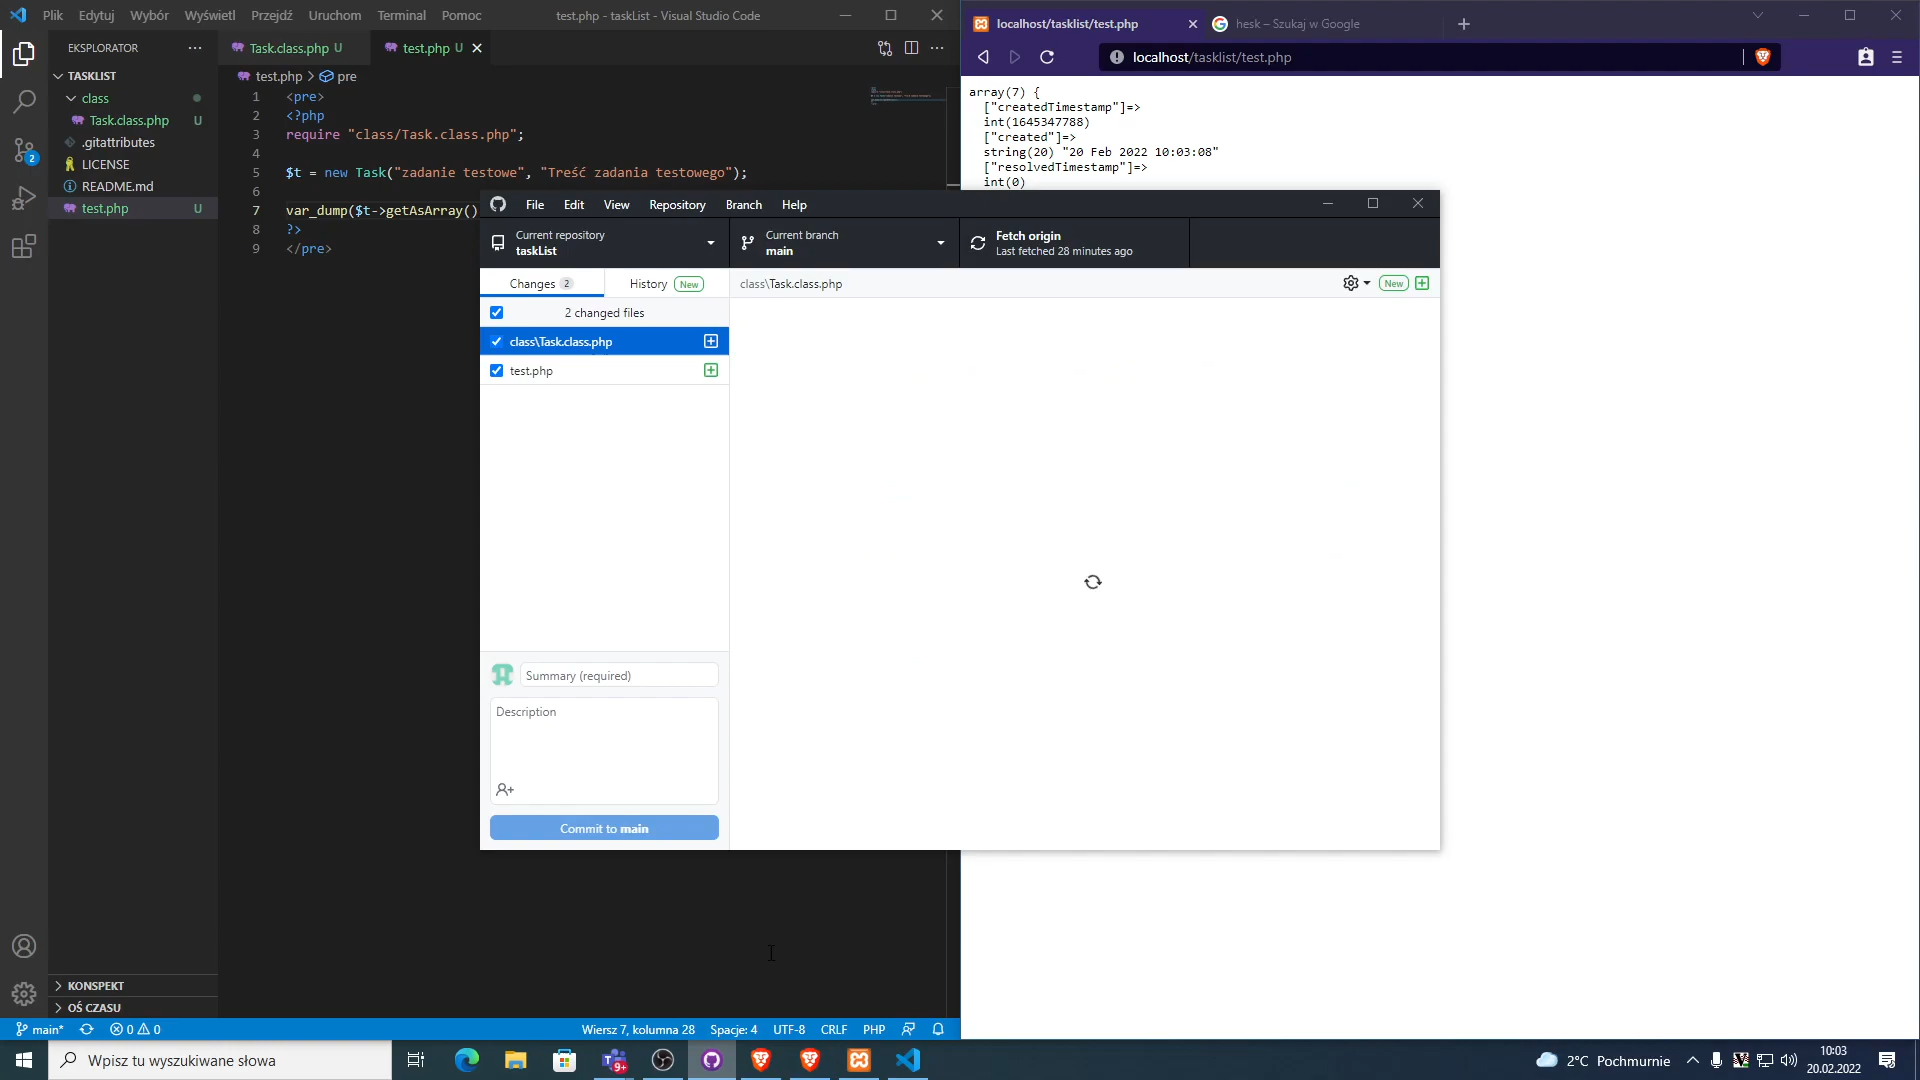 Plik Edytuj Wybór Wyświetl Przejdź Uruchom Terminal Pomoc
test.php - taskList - Visual Studio Code
EKSPLORATOR
TASKLIST
class
Task.class.php U
.gitattributes
LICENSE
README.md
test.php U
KONSPEKT
OŚ CZASU
2
Task.class.php U
test.php U
test.php > pre
1 <pre>
2 <?php
3 require "class/Task.class.php";
4
5 $t = new Task("zadanie testowe", "Treść zadania testowego");
6
7 var_dump($t->getAsArray()
8 ?>
9 </pre>
main* 0 0
Wiersz 7, kolumna 28 Spacje: 4 UTF-8 CRLF PHP
localhost/tasklist/test.php
hesk – Szukaj w Google
localhost/tasklist/test.php
array(7) {
["createdTimestamp"]=>
int(1645347788)
["created"]=>
string(20) "20 Feb 2022 10:03:08"
["resolvedTimestamp"]=>
int(0)
File Edit View Repository Branch Help
Current repository
taskList
Current branch
main
Fetch origin
Last fetched 28 minutes ago
Changes 2
History New
class\Task.class.php
New
2 changed files
class\Task.class.php
test.php
Summary (required)
Description
Commit to main
Wpisz tu wyszukiwane słowa
9+
2°C Pochmurnie
10:03
20.02.2022